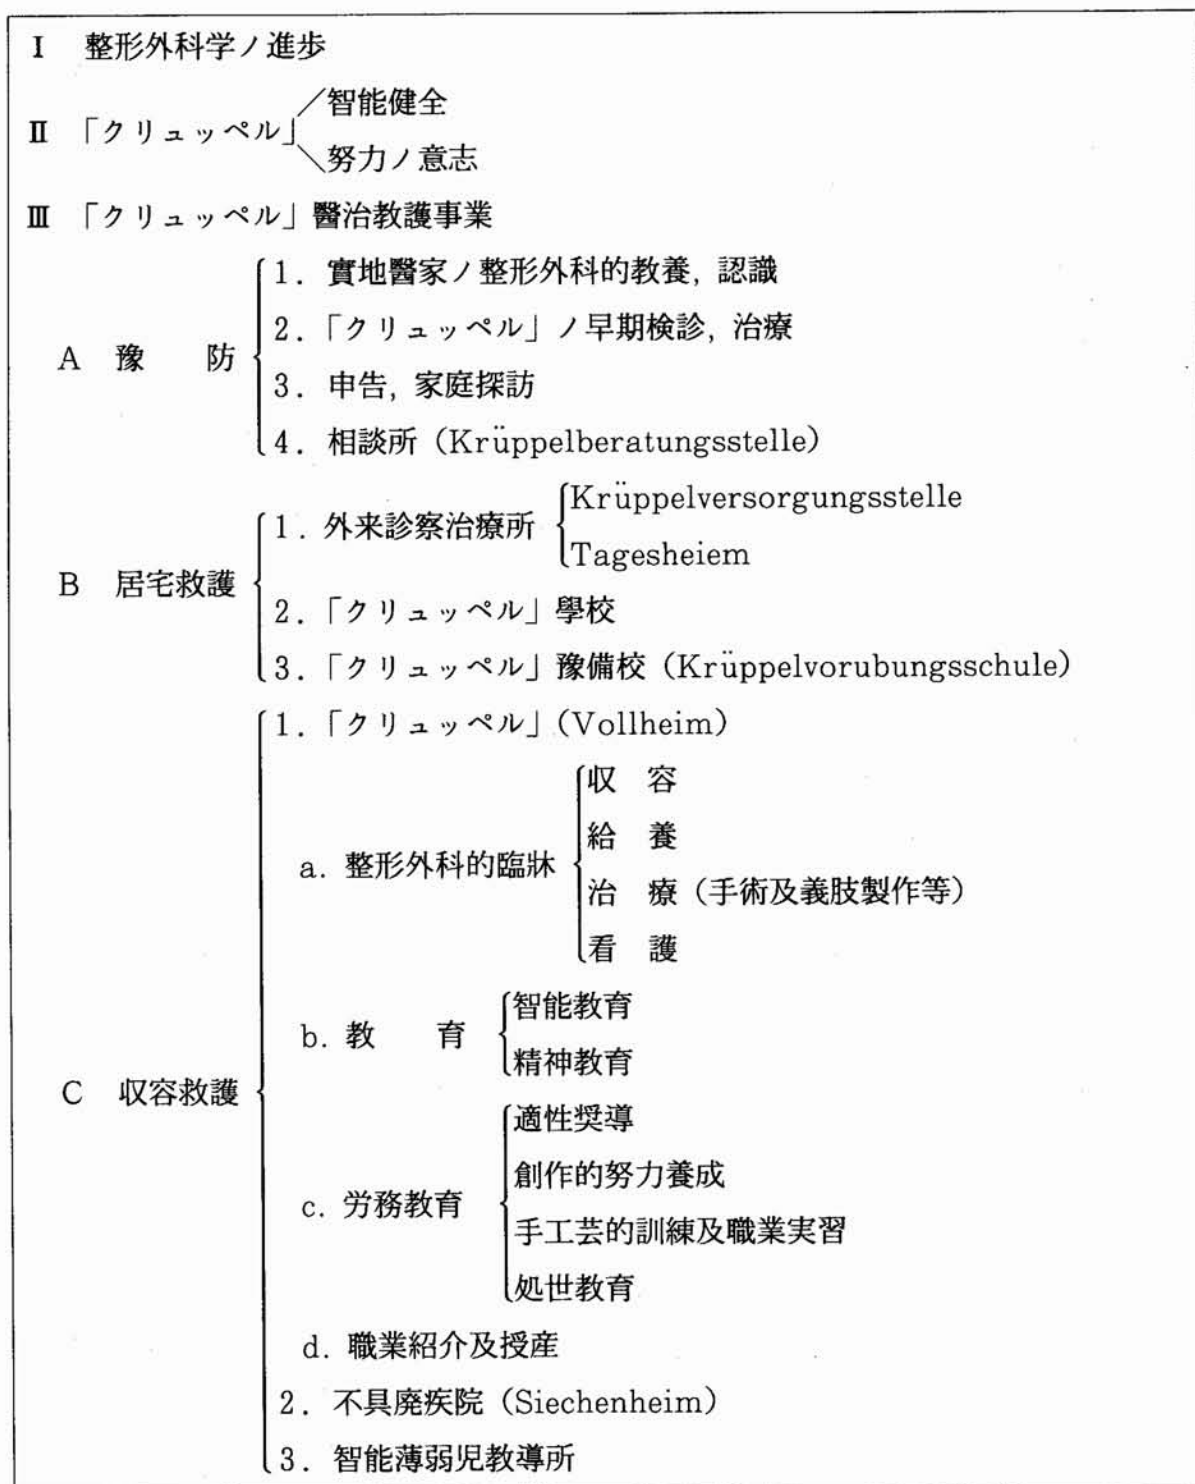 Ⅰ 整形外科学ノ進歩
Ⅱ 「クリュッペル」
智能健全
努力ノ意志
Ⅲ 「クリュッペル」醫治教護事業
A 豫 防
1. 實地醫家ノ整形外科的教養, 認識
2. 「クリュッペル」ノ早期検診, 治療
3. 申告, 家庭探訪
4. 相談所 (Krüppelberatungsstelle)
B 居宅救護
1. 外来診察治療所
Krüppelversorgungsstelle
Tagesheiem
2. 「クリュッペル」學校
3. 「クリュッペル」豫備校 (Krüppelvorubungsschule)
C 収容救護
1. 「クリュッペル」(Vollheim)
a. 整形外科的臨牀
収 容
給 養
治 療 (手術及義肢製作等)
看 護
b. 教 育
智能教育
精神教育
c. 労務教育
適性奨導
創作的努力養成
手工芸的訓練及職業実習
処世教育
d. 職業紹介及授産
2. 不具廃疾院 (Siechenheim)
3. 智能薄弱児教導所